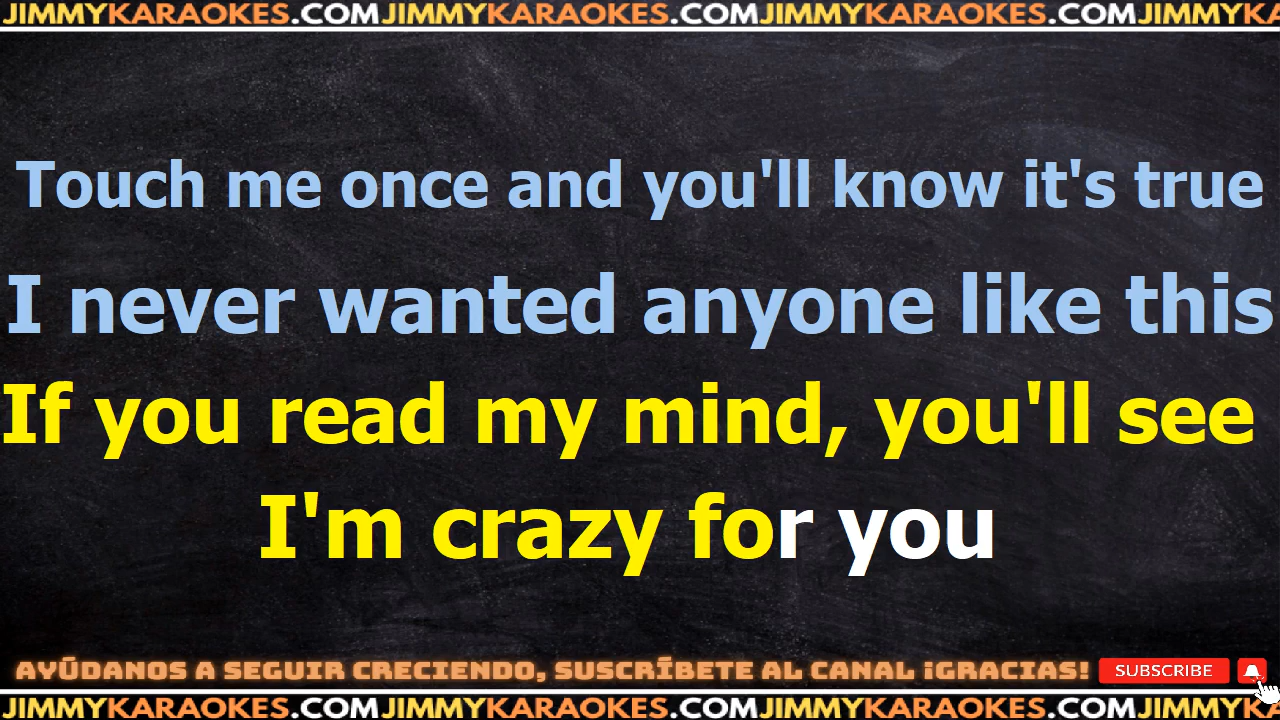 JIMMYKARAOKES.COMJIMMYKARAOKES.COMJIMMYKARAOKES.COMJIMMYKA
Touch me once and you'll know it's true
I never wanted anyone like this
If you read my mind, you'll see
I'm crazy for you
AYÚDANOS A SEGUIR CRECIENDO, SUSCRÍBETE AL CANAL ¡GRACIAS! SUBSCRIBE
JIMMYKARAOKES.COMJIMMYKARAOKES.COMJIMMYKARAOKES.COMJIMMYKA